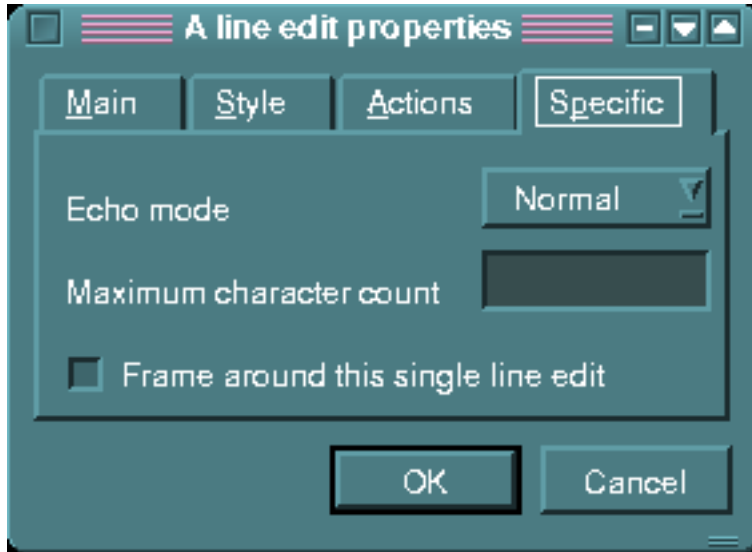 A line edit properties
Main Style Actions Specific
Echo mode Normal
Maximum character count
Frame around this single line edit
OK Cancel